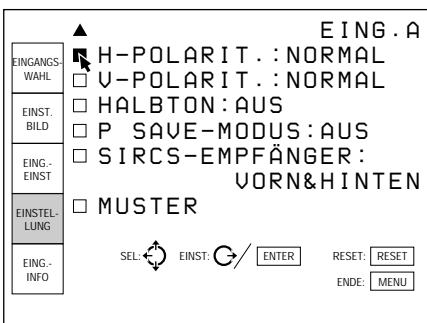 EING.A
EINGANGS-
WAHL
EINST.
BILD
EING.-
EINST
EINSTEL-
LUNG
EING.-
INFO
H-POLARIT.:NORMAL
V-POLARIT.:NORMAL
HALBTON:AUS
P SAVE-MODUS:AUS
SIRCS-EMPFÄNGER:
VORN&HINTEN
MUSTER
SEL: EINST: / ENTER RESET: RESET
ENDE: MENU